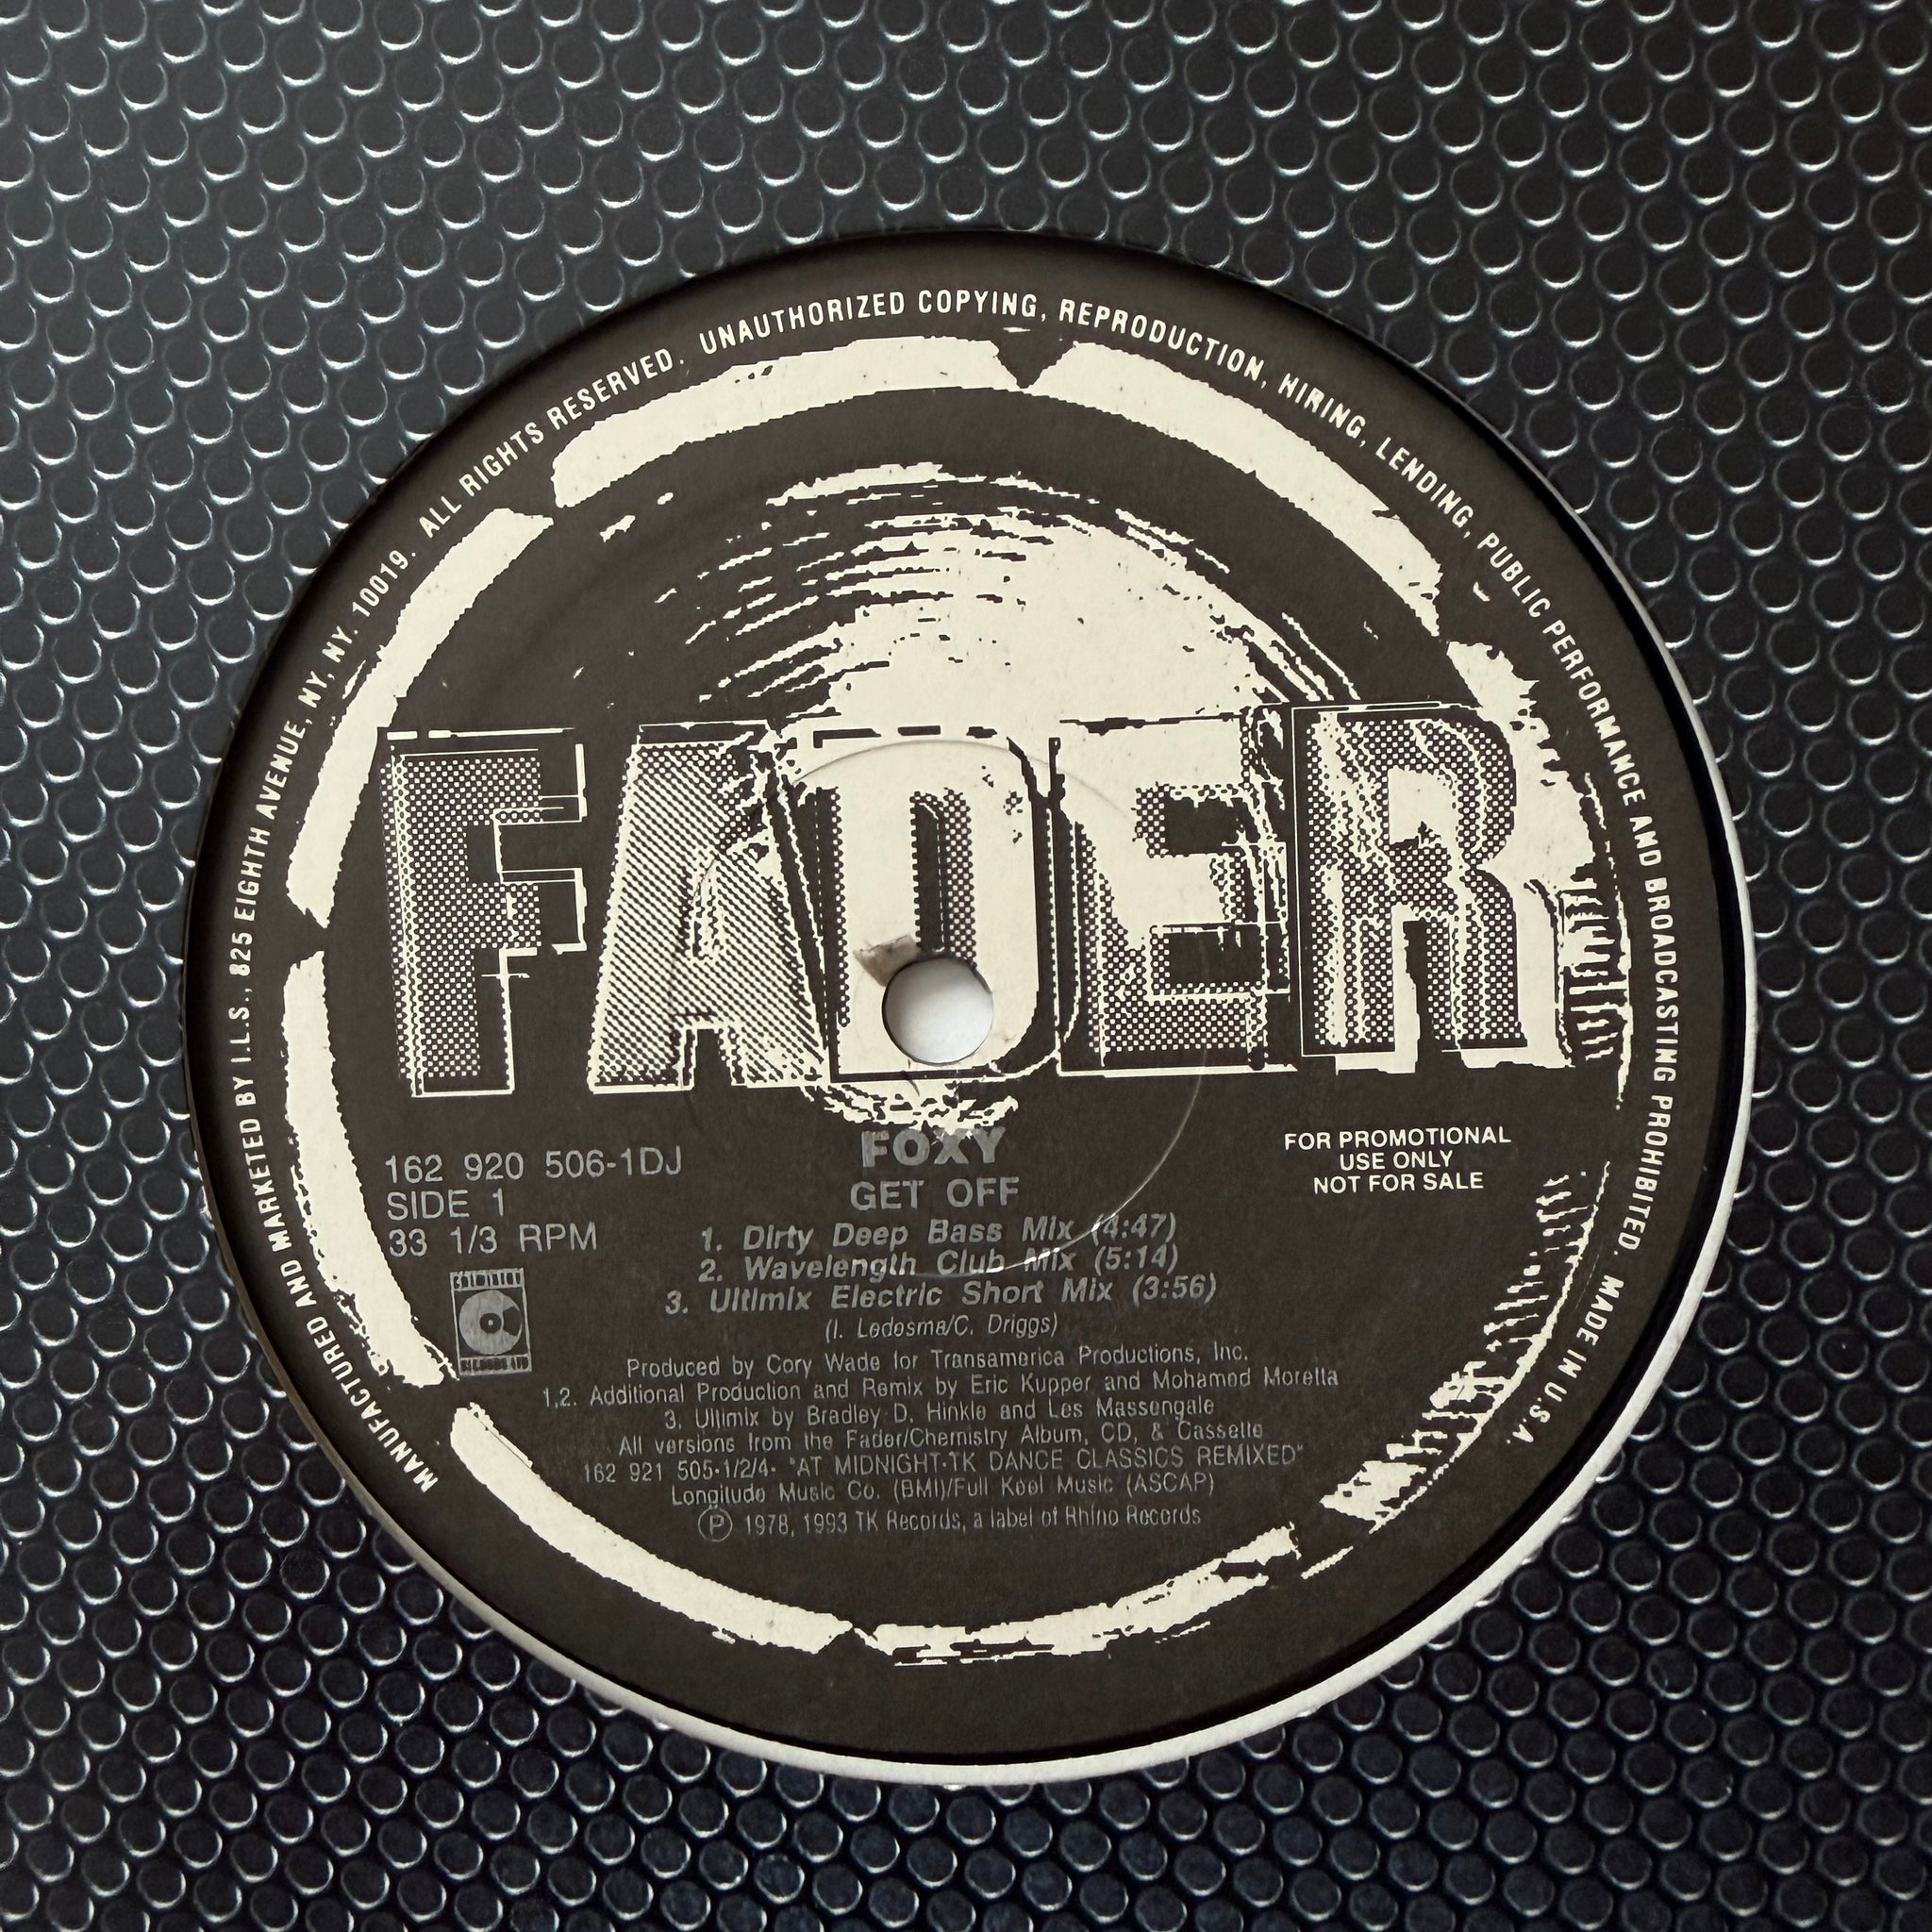 MANUFACTURED AND MARKETED BY I.L.S., 825 EIGHTH AVENUE, NY, NY. 10019. ALL RIGHTS RESERVED. UNAUTHORIZED COPYING, REPRODUCTION, HIRING, LENDING, PUBLIC PERFORMANCE AND BROADCASTING PROHIBITED. MADE IN U.S.A.
FADER
162 920 506-1DJ
SIDE 1
33 1/3 RPM
FOXY
GET OFF
FOR PROMOTIONAL
USE ONLY
NOT FOR SALE
1. Dirty Deep Bass Mix (4:47)
2. Wavelength Club Mix (5:14)
3. Ultimix Electric Short Mix (3:56)
(I. Ledosma/C. Driggs)
Produced by Cory Wade for Transamerica Productions, Inc.
1,2. Additional Production and Remix by Eric Kupper and Mohamed Moretta
3. Ultimix by Bradley D. Hinkle and Les Massengale
All versions from the Fader/Chemistry Album, CD, & Cassette
162 921 505-1/2/4- "AT MIDNIGHT-TK DANCE CLASSICS REMIXED"
Longitude Music Co. (BMI)/Full Keel Music (ASCAP)
Ⓟ 1978, 1993 TK Records, a label of Rhino Records